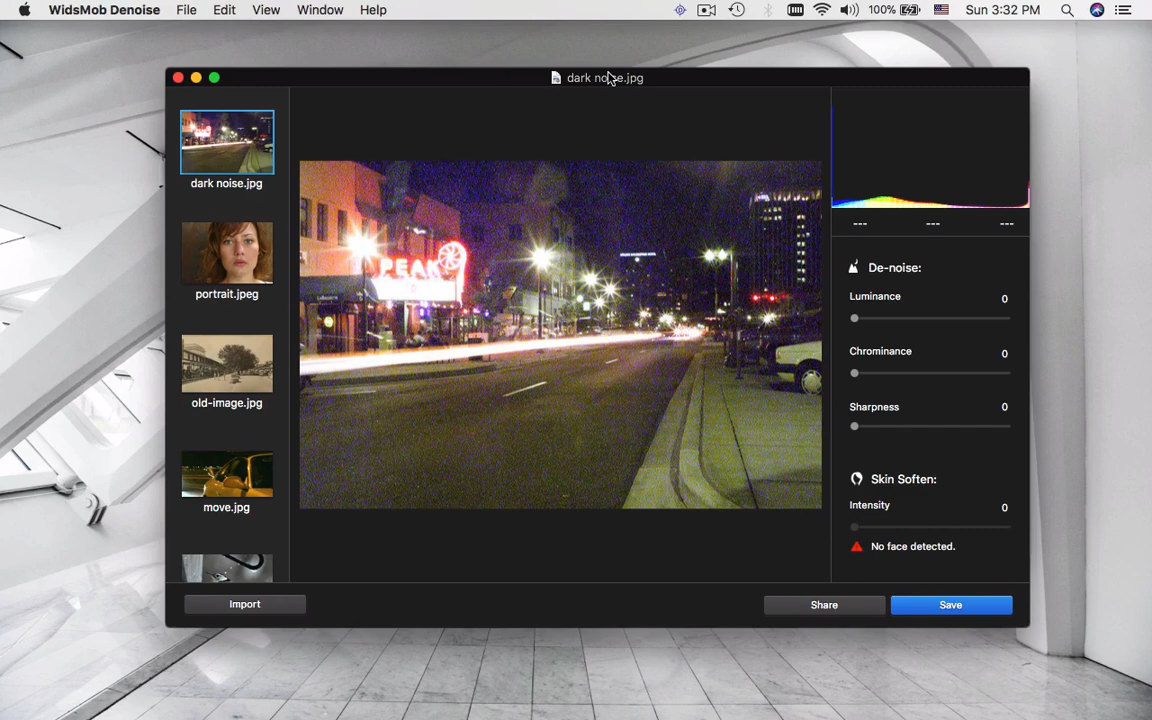 WidsMob Denoise File Edit View Window Help 100% Sun 3:32 PM
dark noise.jpg
dark noise.jpg
portrait.jpeg
old-image.jpg
move.jpg
PEAK
--- --- ---
De-noise:
Luminance 0
Chrominance 0
Sharpness 0
Skin Soften:
Intensity 0
No face detected.
Import Share Save